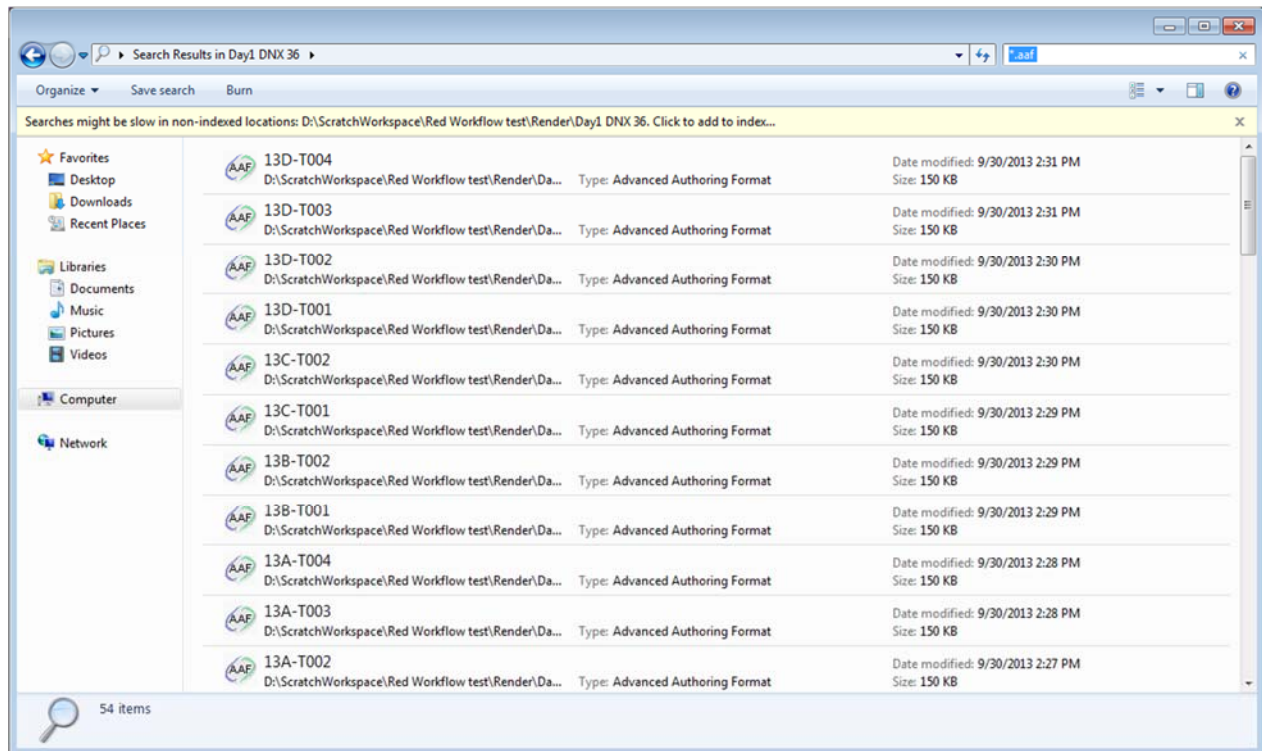 Search Results in Day1 DNX 36
*.aaf
Organize Save search Burn
Searches might be slow in non-indexed locations: D:\ScratchWorkspace\Red Workflow test\Render\Day1 DNX 36. Click to add to index...
Favorites
Desktop
Downloads
Recent Places
Libraries
Documents
Music
Pictures
Videos
Computer
Network
AAF 13D-T004 Date modified: 9/30/2013 2:31 PM
D:\ScratchWorkspace\Red Workflow test\Render\Da... Type: Advanced Authoring Format Size: 150 KB
AAF 13D-T003 Date modified: 9/30/2013 2:31 PM
D:\ScratchWorkspace\Red Workflow test\Render\Da... Type: Advanced Authoring Format Size: 150 KB
AAF 13D-T002 Date modified: 9/30/2013 2:30 PM
D:\ScratchWorkspace\Red Workflow test\Render\Da... Type: Advanced Authoring Format Size: 150 KB
AAF 13D-T001 Date modified: 9/30/2013 2:30 PM
D:\ScratchWorkspace\Red Workflow test\Render\Da... Type: Advanced Authoring Format Size: 150 KB
AAF 13C-T002 Date modified: 9/30/2013 2:30 PM
D:\ScratchWorkspace\Red Workflow test\Render\Da... Type: Advanced Authoring Format Size: 150 KB
AAF 13C-T001 Date modified: 9/30/2013 2:29 PM
D:\ScratchWorkspace\Red Workflow test\Render\Da... Type: Advanced Authoring Format Size: 150 KB
AAF 13B-T002 Date modified: 9/30/2013 2:29 PM
D:\ScratchWorkspace\Red Workflow test\Render\Da... Type: Advanced Authoring Format Size: 150 KB
AAF 13B-T001 Date modified: 9/30/2013 2:29 PM
D:\ScratchWorkspace\Red Workflow test\Render\Da... Type: Advanced Authoring Format Size: 150 KB
AAF 13A-T004 Date modified: 9/30/2013 2:28 PM
D:\ScratchWorkspace\Red Workflow test\Render\Da... Type: Advanced Authoring Format Size: 150 KB
AAF 13A-T003 Date modified: 9/30/2013 2:28 PM
D:\ScratchWorkspace\Red Workflow test\Render\Da... Type: Advanced Authoring Format Size: 150 KB
AAF 13A-T002 Date modified: 9/30/2013 2:27 PM
D:\ScratchWorkspace\Red Workflow test\Render\Da... Type: Advanced Authoring Format Size: 150 KB
54 items